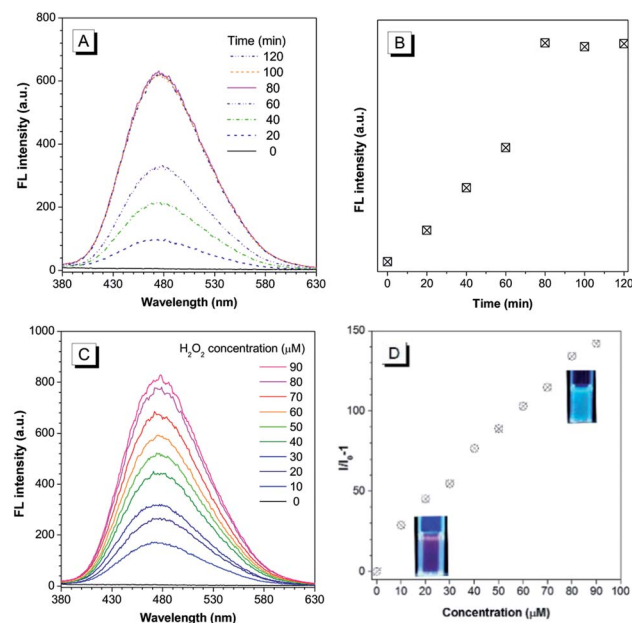 A
Time (min)
120
100
80
60
40
20
0
FL intensity (a.u.)
800
600
400
200
0
380 430 480 530 580 630
Wavelength (nm)
B
FL intensity (a.u.)
0 20 40 60 80 100 120
Time (min)
C
H₂O₂ concentration (μM)
90
80
70
60
50
40
30
20
10
0
FL intensity (a.u.)
1000
800
600
400
200
0
380 430 480 530 580 630
Wavelength (nm)
D
I/I₀-1
150
100
50
0
0 10 20 30 40 50 60 70 80 90 100
Concentration (μM)